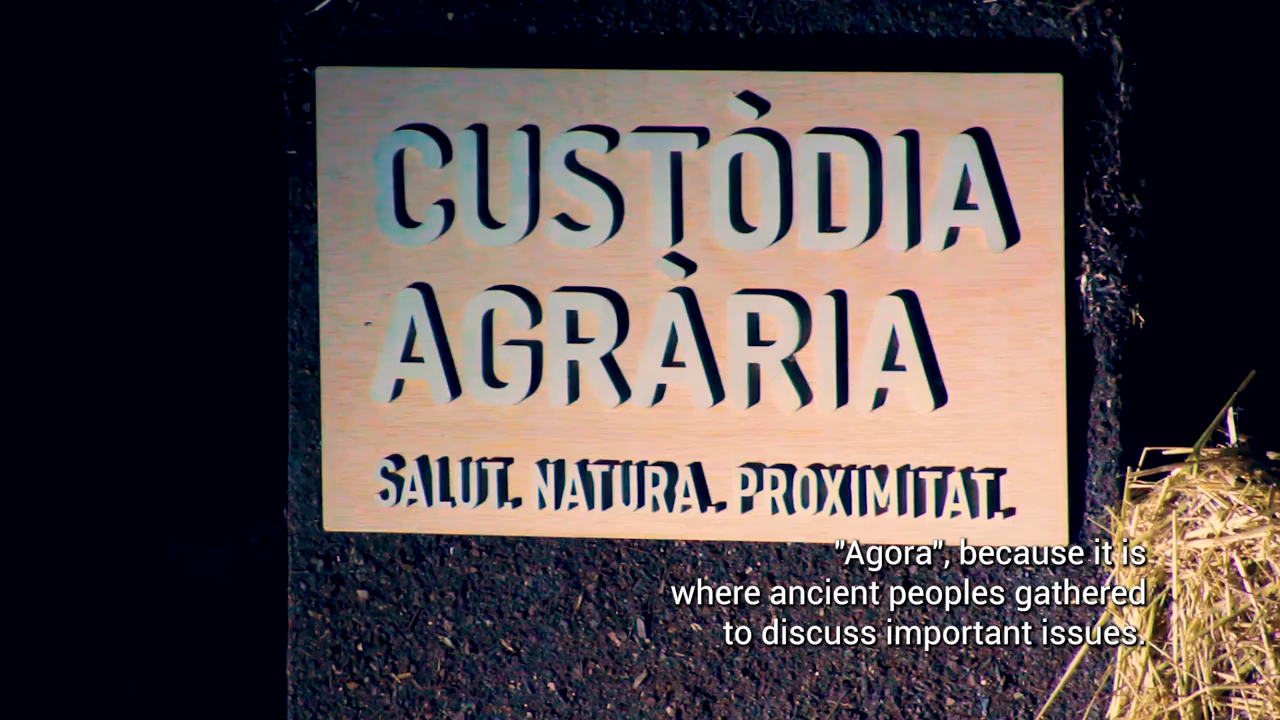 CUSTÒDIA
AGRÀRIA
SALUT. NATURA. PROXIMITAT.
"Agora", because it is
where ancient peoples gathered
to discuss important issues.